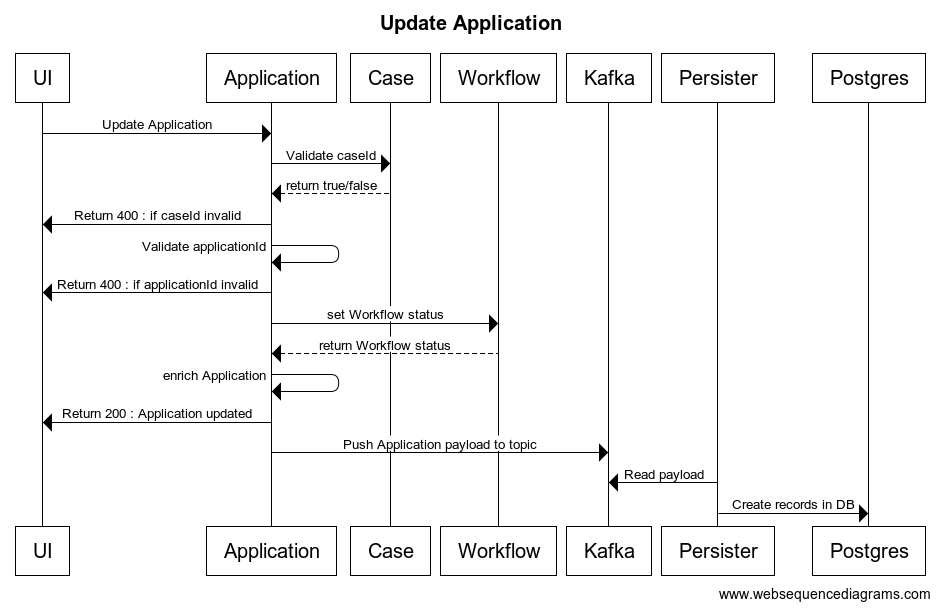 Update Application
UI
Application
Case
Workflow
Kafka
Persister
Postgres
Update Application
Validate caseId
return true/false
Return 400 : if caseId invalid
Validate applicationId
Return 400 : if applicationId invalid
set Workflow status
return Workflow status
enrich Application
Return 200 : Application updated
Push Application payload to topic
Read payload
Create records in DB
UI
Application
Case
Workflow
Kafka
Persister
Postgres
www.websequencediagrams.com